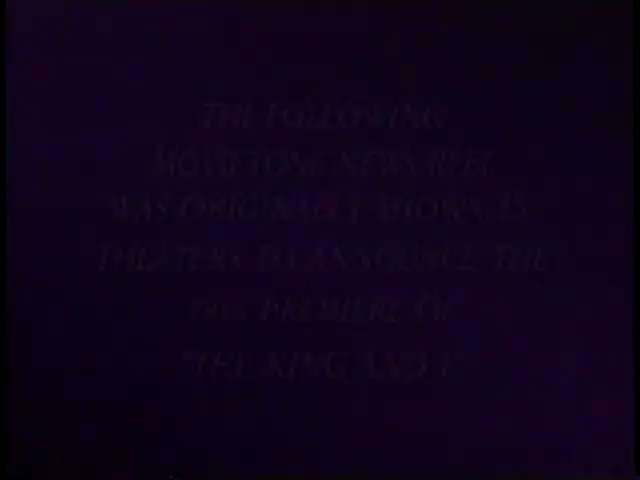 THE FOLLOWING
MOVIETONE NEWS REEL
WAS ORIGINALLY SHOWN IN
THEATERS TO ANNOUNCE THE
PREMIERE OF
"THE KING AND I"